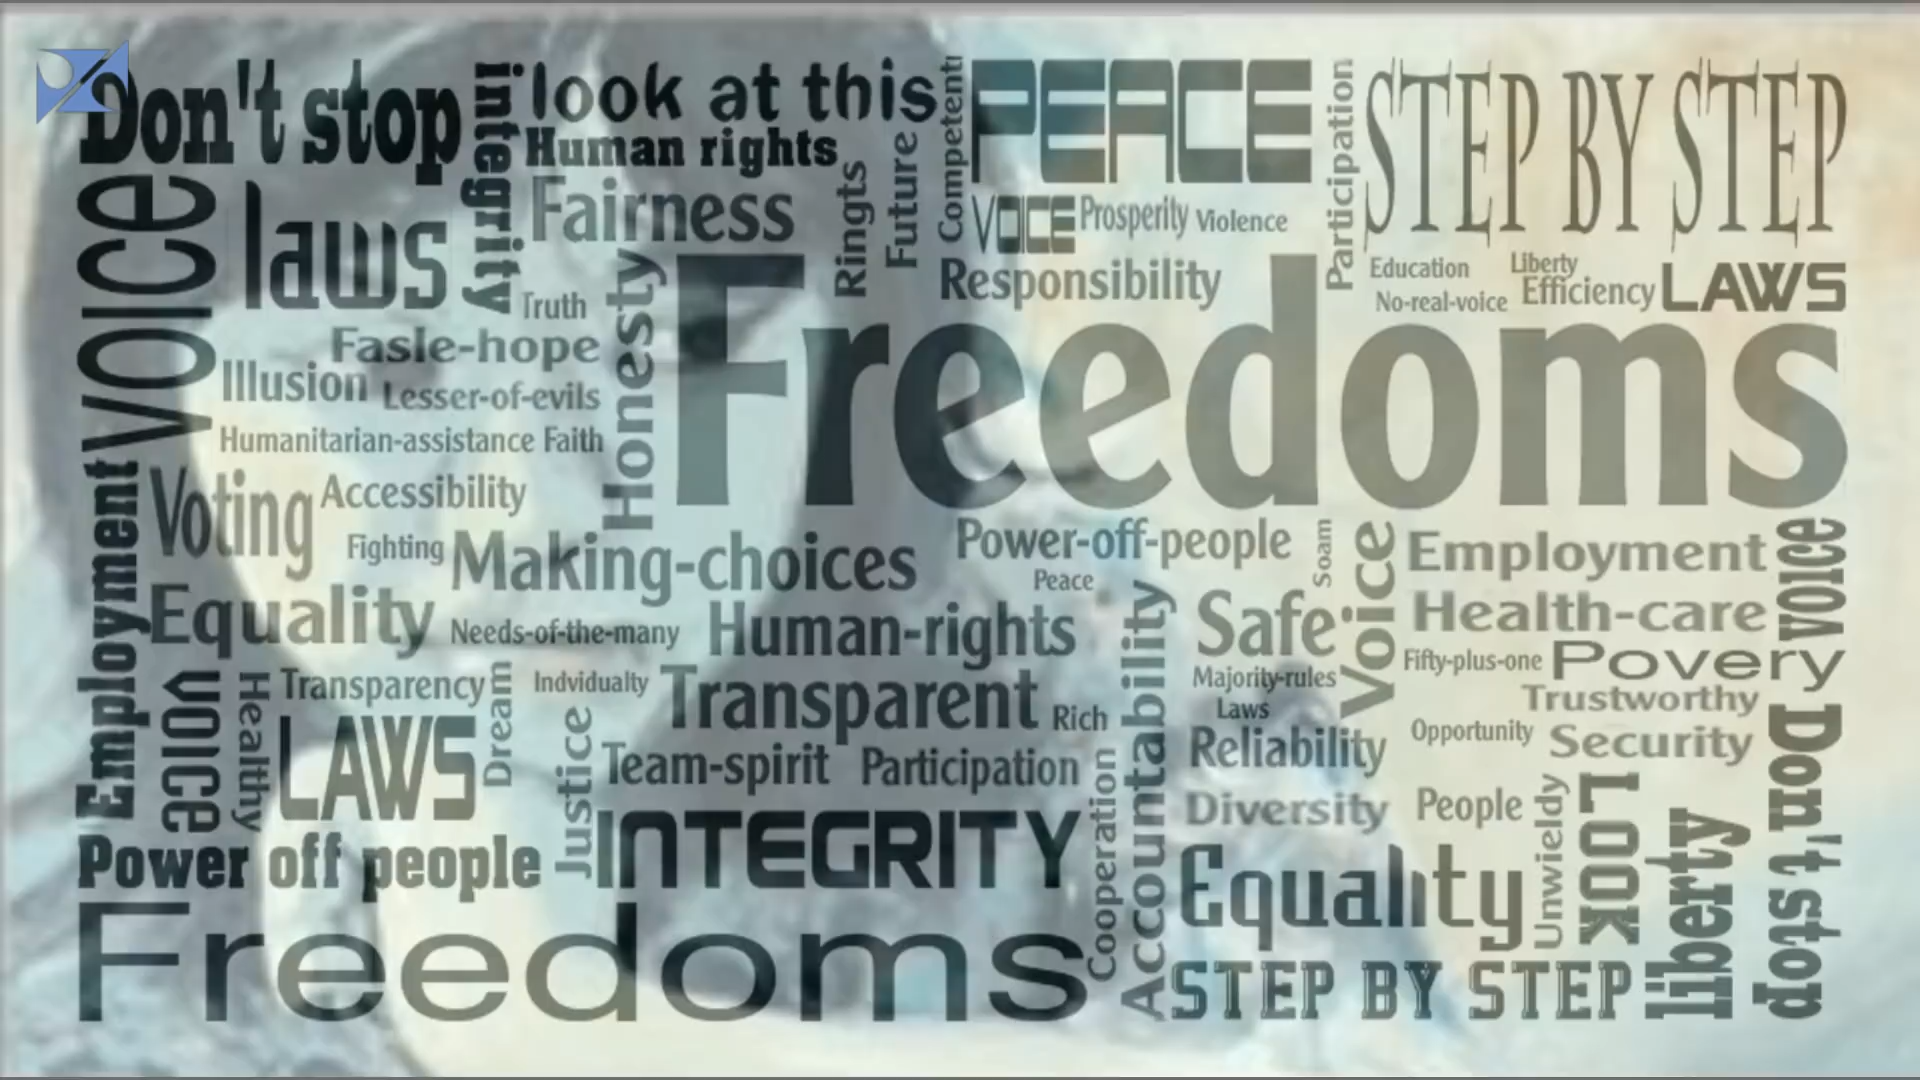 Don't stop
integrity
look at this
Human rights
Competent
PEACE
Participation
STEP BY STEP
VOICE
laws
Fairness
Ringts
Future
VOICE
Prosperity
Violence
Responsibility
Education
Liberty
No-real-voice
Efficiency
LAWS
Truth
Honesty
Freedoms
Fasle-hope
Illusion
Lesser-of-evils
Humanitarian-assistance
Faith
Employment
Voting
Accessibility
Fighting
Making-choices
Power-off-people
Soam
Voice
Employment
VOICE
Peace
Equality
Needs-of-the-many
Human-rights
Accountability
Safe
Health-care
Fifty-plus-one
Povery
VOICE
Healthy
Transparency
Dream
Indvidualty
Transparent
Rich
Majority-rules
Laws
Trustworthy
Don't stop
LAWS
Justice
Team-spirit
Participation
Reliability
Opportunity
Security
Power off people
INTEGRITY
Cooperation
Diversity
People
Unwieldy
LOOK
liberty
Equality
Freedoms
STEP BY STEP